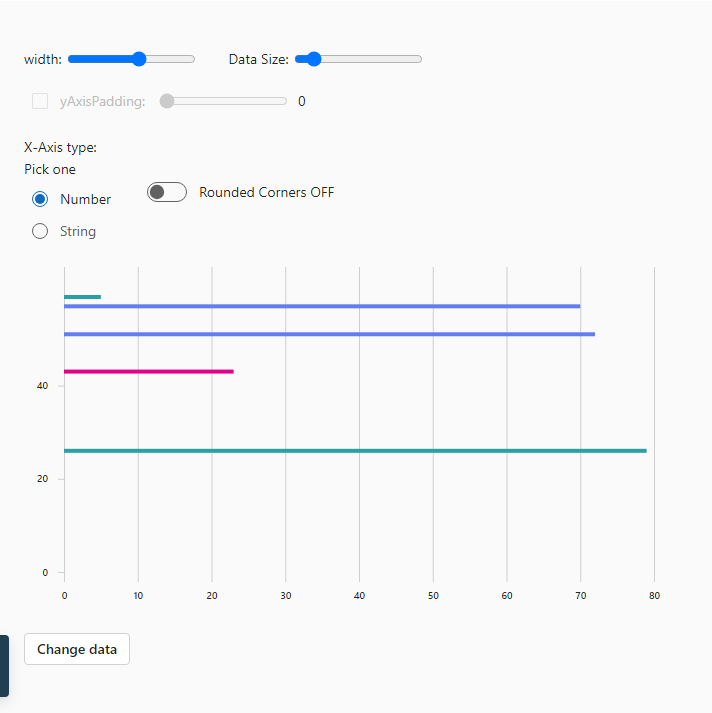 width: Data Size:
yAxisPadding: 0
X-Axis type:
Pick one
Number
Rounded Corners OFF
String
40
20
0
0 10 20 30 40 50 60 70 80
Change data